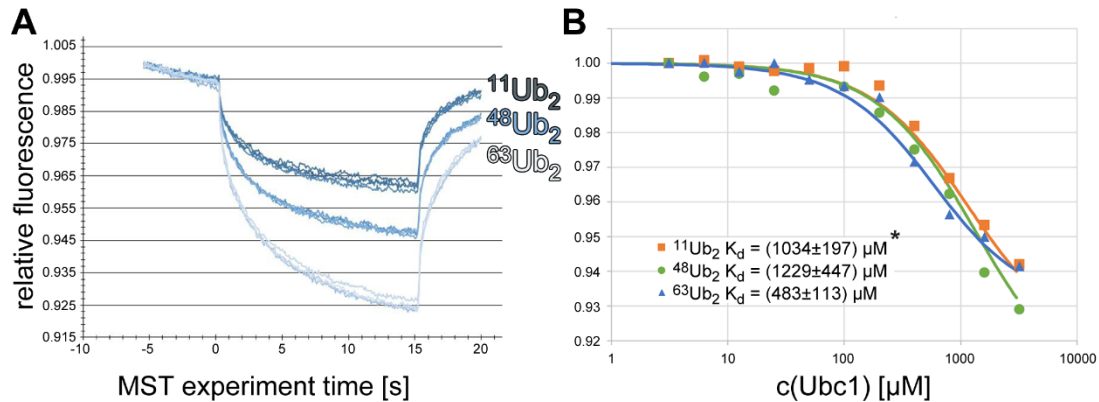 A
1.005
0.995
0.985
0.975
0.965
0.955
0.945
0.935
0.925
0.915
relative fluorescence
-10 -5 0 5 10 15 20
MST experiment time [s]
¹¹Ub₂
⁴⁸Ub₂
⁶³Ub₂
B
1.00
0.99
0.98
0.97
0.96
0.95
0.94
0.93
0.92
¹¹Ub₂ K_d = (1034±197) µM *
⁴⁸Ub₂ K_d = (1229±447) µM
⁶³Ub₂ K_d = (483±113) µM
1 10 100 1000 10000
c(Ubc1) [µM]